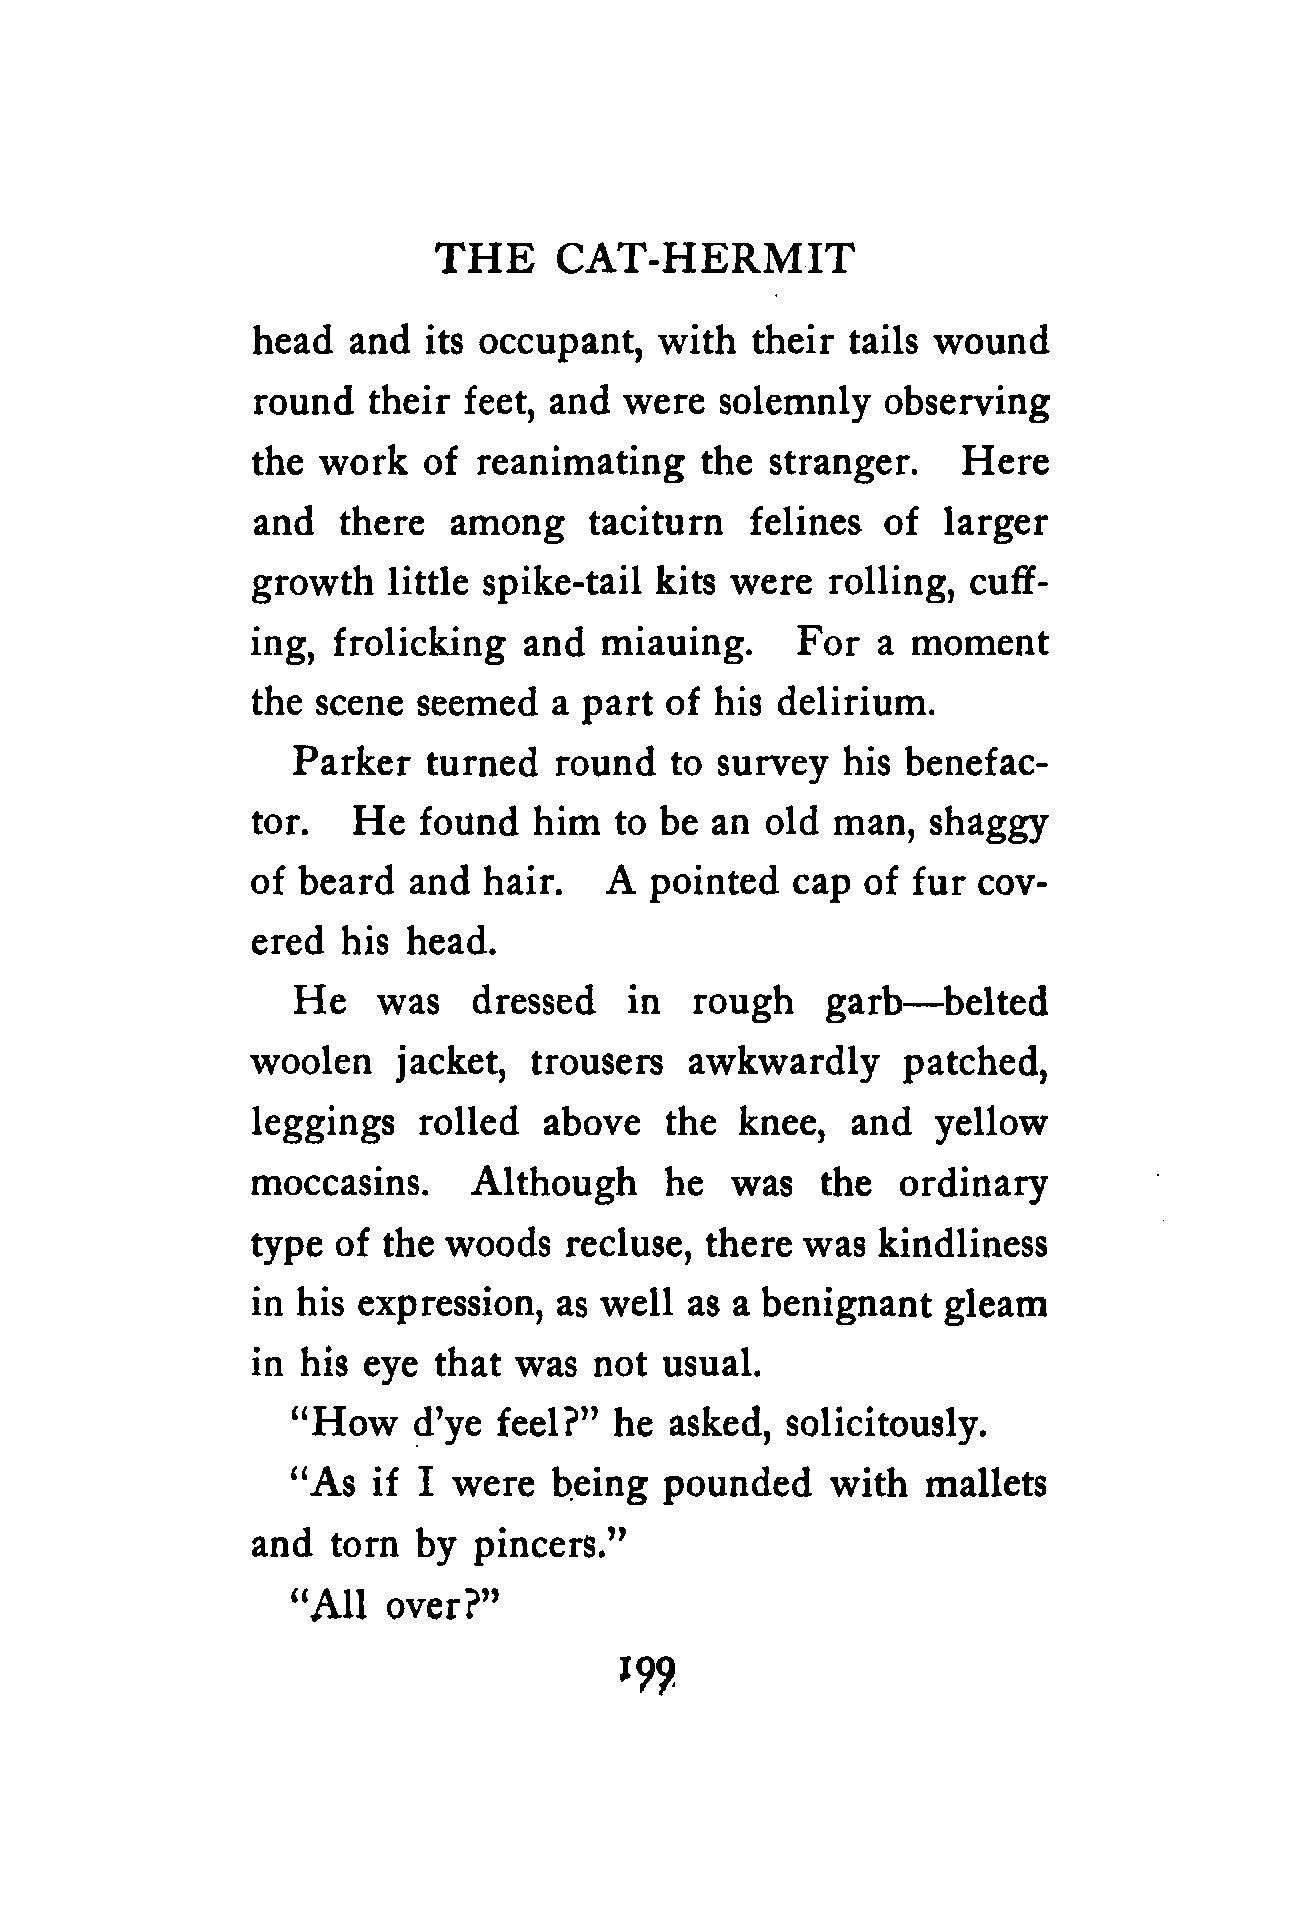 THE CAT-HERMIT
head and its occupant, with their tails wound
round their feet, and were solemnly observing
the work of reanimating the stranger. Here
and there among taciturn felines of larger
growth little spike-tail kits were rolling, cuff-
ing, frolicking and miauing. For a moment
the scene seemed a part of his delirium.
Parker turned round to survey his benefac-
tor. He found him to be an old man, shaggy
of beard and hair. A pointed cap of fur cov-
ered his head.
He was dressed in rough garb—belted
woolen jacket, trousers awkwardly patched,
leggings rolled above the knee, and yellow
moccasins. Although he was the ordinary
type of the woods recluse, there was kindliness
in his expression, as well as a benignant gleam
in his eye that was not usual.
“How d’ye feel?” he asked, solicitously.
“As if I were being pounded with mallets
and torn by pincers.”
“All over?”
199